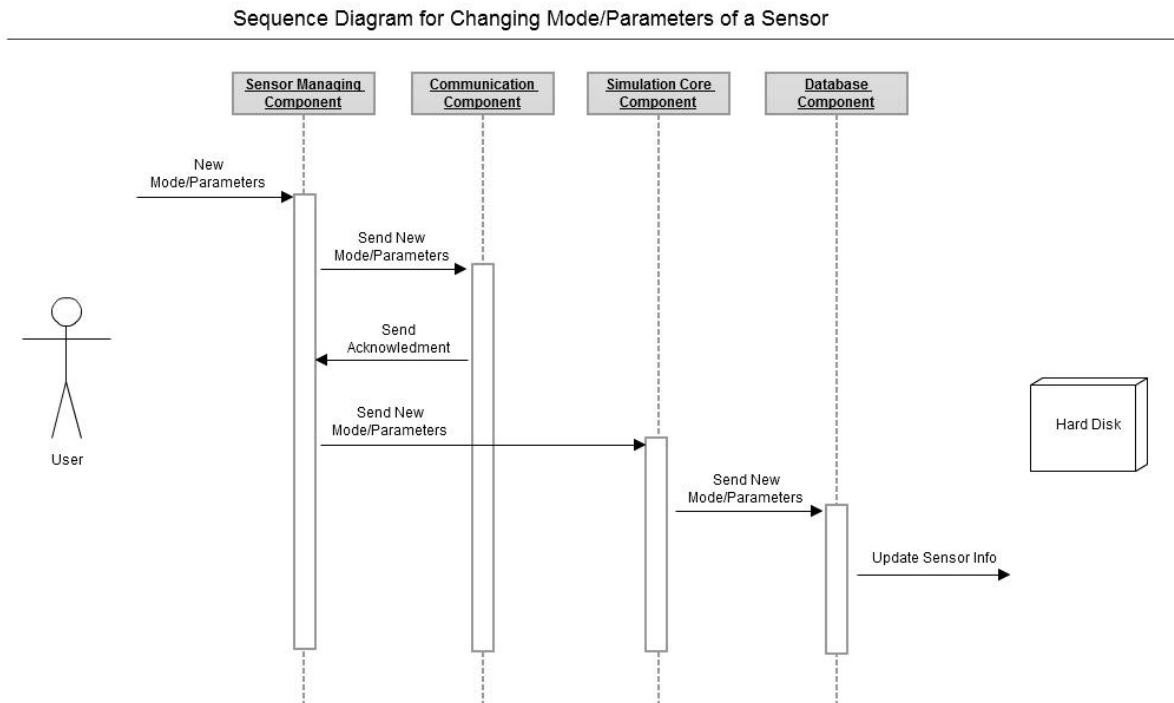 Sequence Diagram for Changing Mode/Parameters of a Sensor
Sensor Managing
Component
Communication
Component
Simulation Core
Component
Database
Component
New
Mode/Parameters
Send New
Mode/Parameters
Send
Acknowledment
Send New
Mode/Parameters
Send New
Mode/Parameters
Update Sensor Info
User
Hard Disk